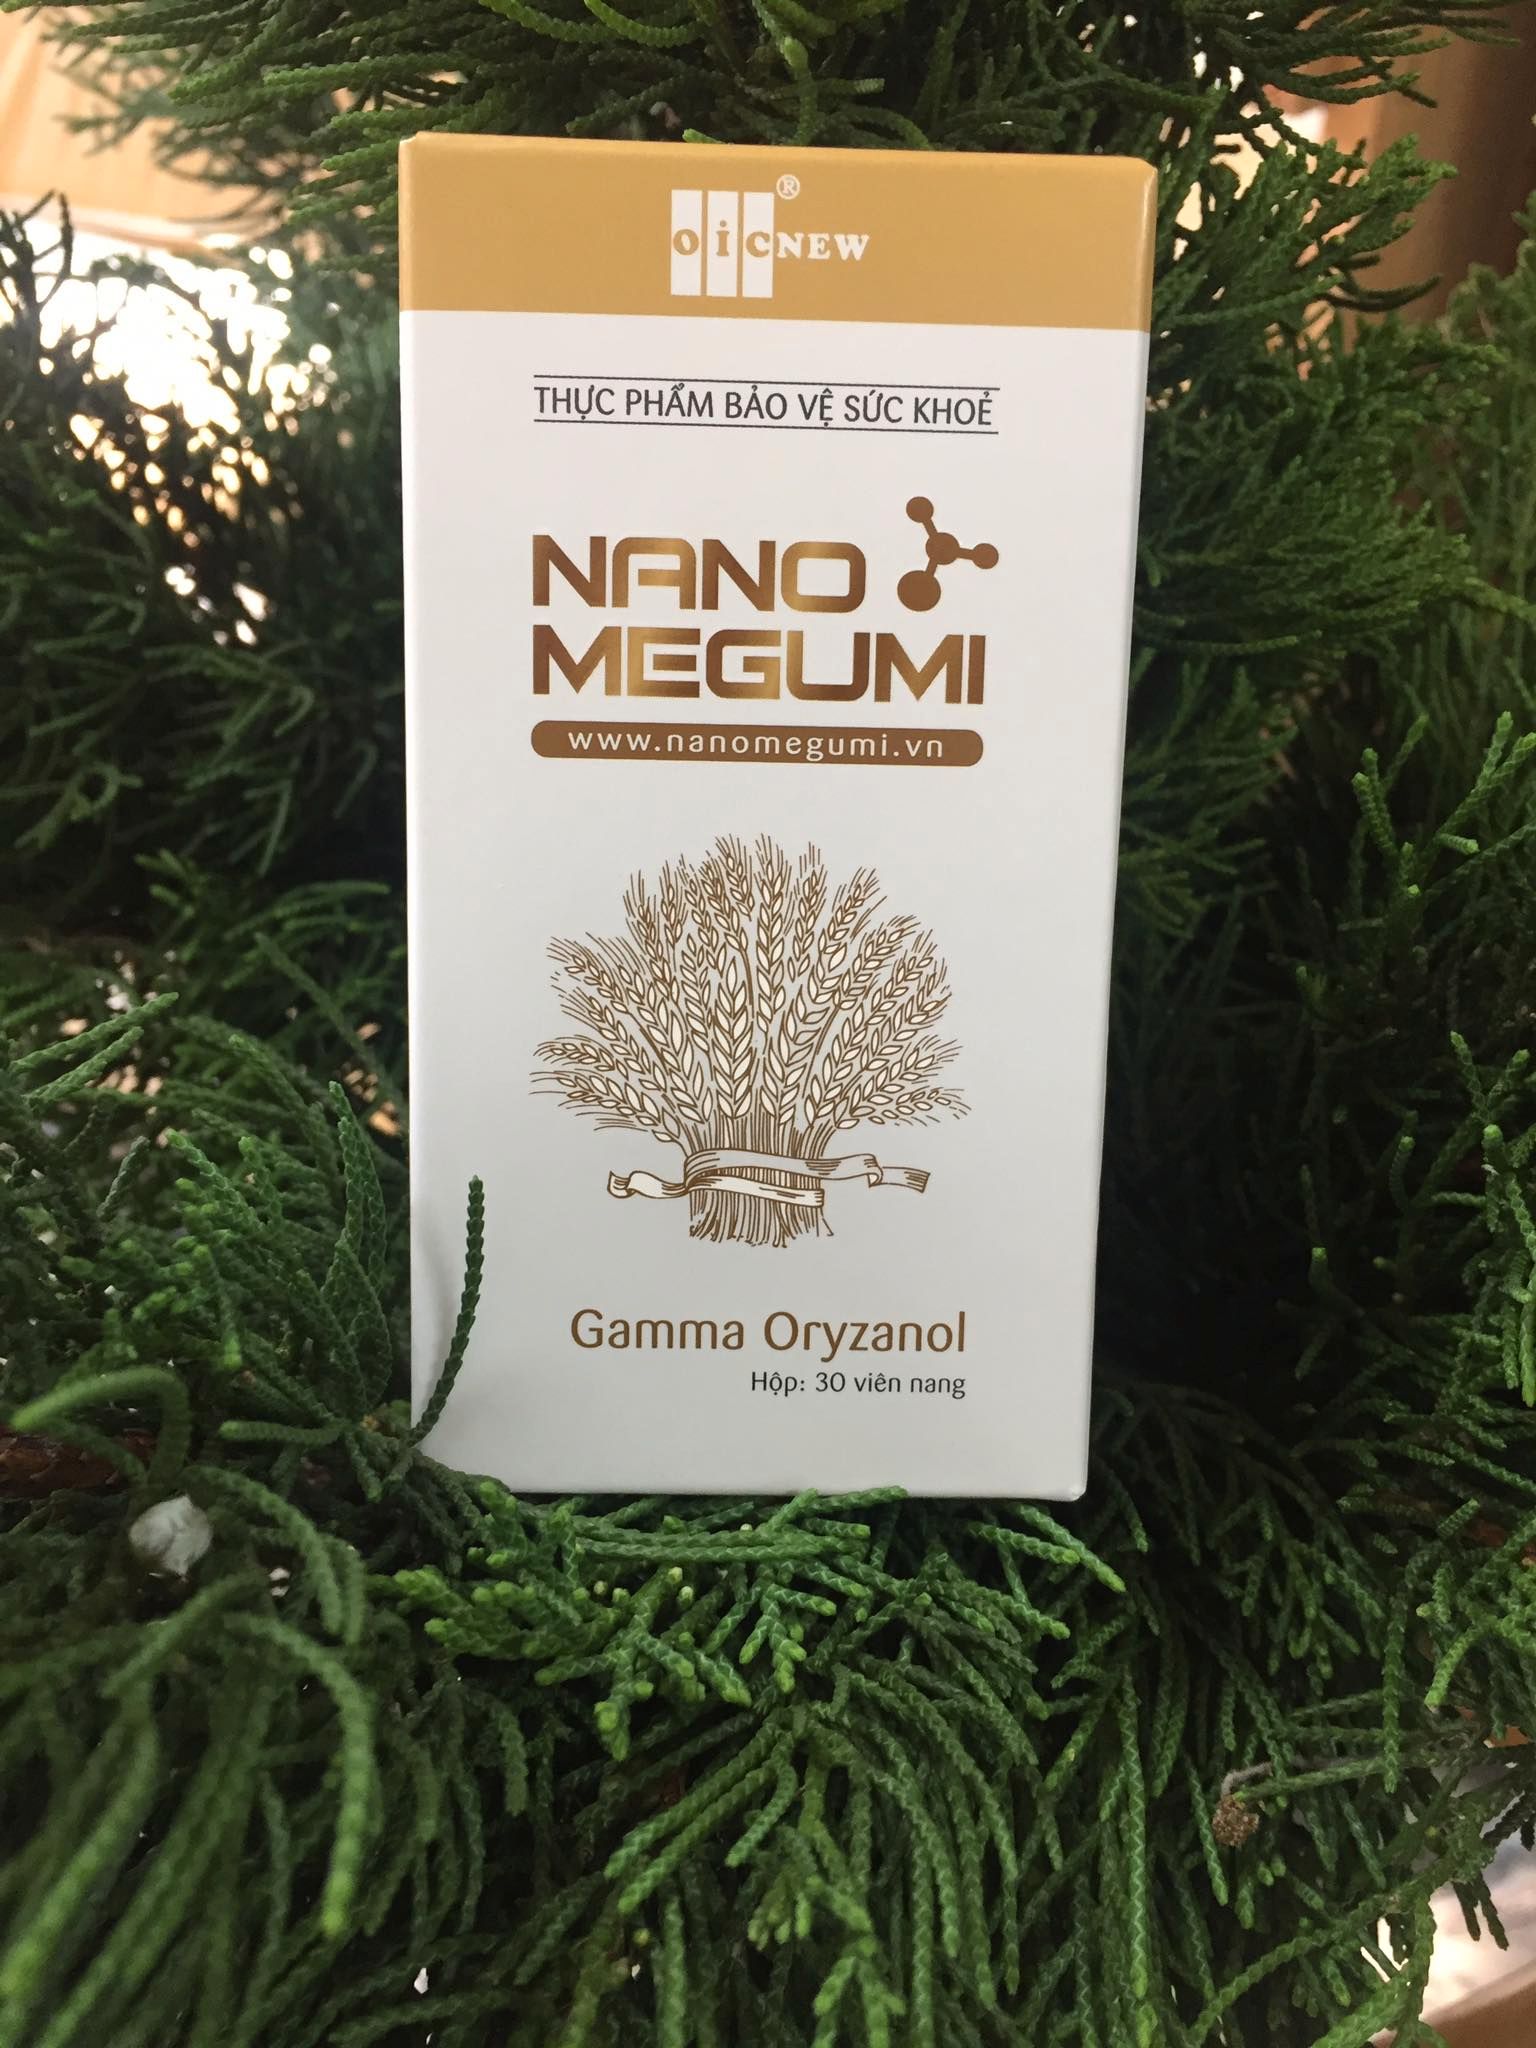 oicNEW®
THỰC PHẨM BẢO VỆ SỨC KHOẺ
NANO
MEGUMI
www.nanomegumi.vn
Gamma Oryzanol
Hộp: 30 viên nang